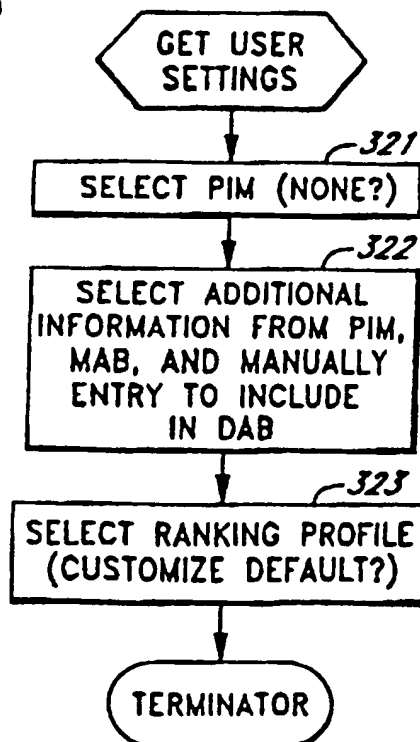 GET USER
SETTINGS
321
SELECT PIM (NONE?)
322
SELECT ADDITIONAL
INFORMATION FROM PIM,
MAB, AND MANUALLY
ENTRY TO INCLUDE
IN DAB
323
SELECT RANKING PROFILE
(CUSTOMIZE DEFAULT?)
TERMINATOR